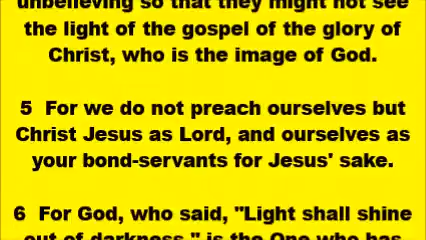 unbelieving so that they might not see
the light of the gospel of the glory of
Christ, who is the image of God.
5 For we do not preach ourselves but
Christ Jesus as Lord, and ourselves as
your bond-servants for Jesus' sake.
6 For God, who said, "Light shall shine
out of darkness," is the One who has